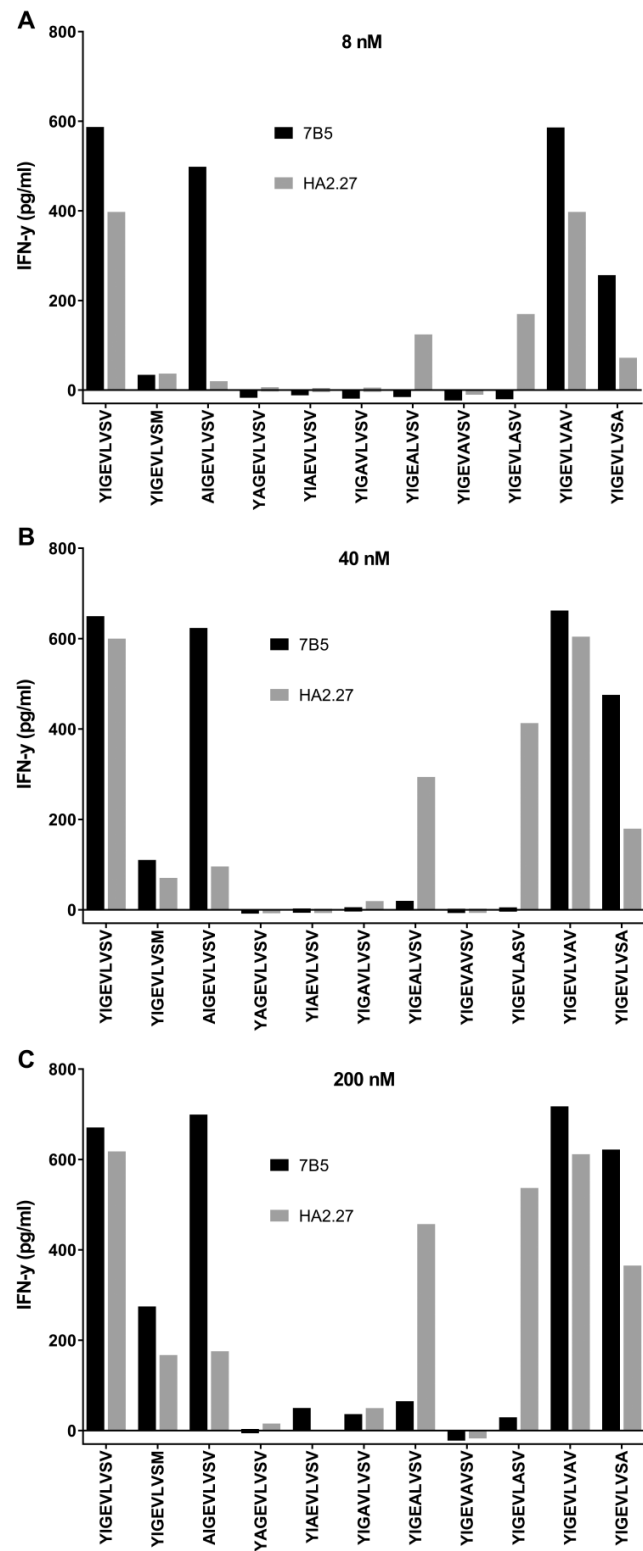 A
8 nM
800
600
400
200
0
IFN-y (pg/ml)
7B5
HA2.27
YIGEVLVSV
YIGEVLVSM
AIGEVLVSV
YAGEVLVSV
YIAEVLVSV
YIGAVLVSV
YIGEALVSV
YIGEVAVSV
YIGEVLASV
YIGEVLVAV
YIGEVLVSA
B
40 nM
800
600
400
200
0
IFN-y (pg/ml)
7B5
HA2.27
YIGEVLVSV
YIGEVLVSM
AIGEVLVSV
YAGEVLVSV
YIAEVLVSV
YIGAVLVSV
YIGEALVSV
YIGEVAVSV
YIGEVLASV
YIGEVLVAV
YIGEVLVSA
C
200 nM
800
600
400
200
0
IFN-y (pg/ml)
7B5
HA2.27
YIGEVLVSV
YIGEVLVSM
AIGEVLVSV
YAGEVLVSV
YIAEVLVSV
YIGAVLVSV
YIGEALVSV
YIGEVAVSV
YIGEVLASV
YIGEVLVAV
YIGEVLVSA